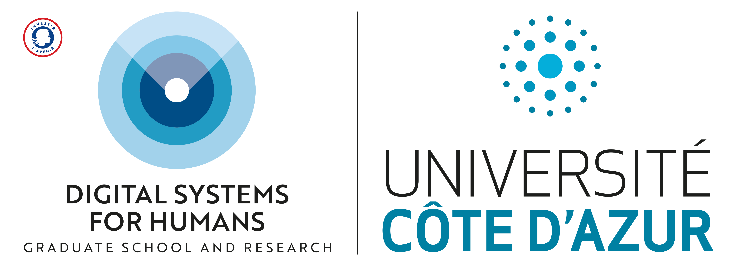 DIGITAL SYSTEMS
FOR HUMANS
GRADUATE SCHOOL AND RESEARCH
UNIVERSITÉ
CÔTE D'AZUR